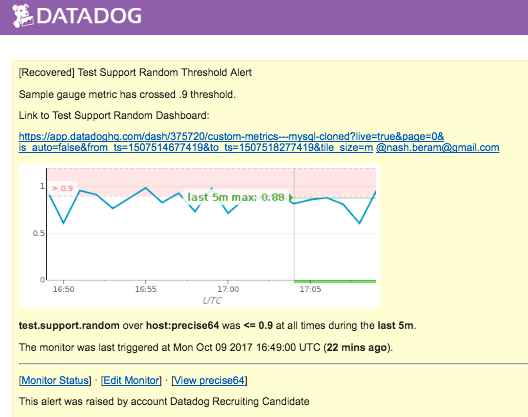 DATADOG
[Recovered] Test Support Random Threshold Alert
Sample gauge metric has crossed .9 threshold.
Link to Test Support Random Dashboard:
https://app.datadoghq.com/dash/375720/custom-metrics---mysql-cloned?live=true&page=0&
is_auto=false&from_ts=1507514677419&to_ts=1507518277419&tile_size=m @nash.beram@gmail.com
1
> 0.9
last 5m max: 0.88
0.5
0
16:50 16:55 17:00 17:05
UTC
test.support.random over host:precise64 was <= 0.9 at all times during the last 5m.
The monitor was last triggered at Mon Oct 09 2017 16:49:00 UTC (22 mins ago).
[Monitor Status] · [Edit Monitor] · [View precise64]
This alert was raised by account Datadog Recruiting Candidate